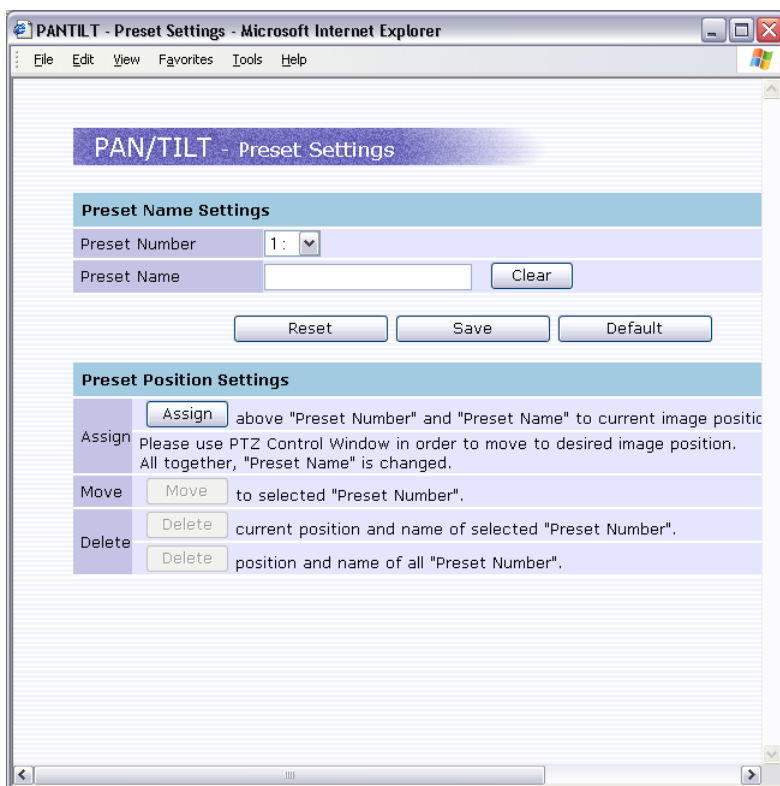 PANTILT - Preset Settings - Microsoft Internet Explorer
File Edit View Favorites Tools Help
PAN/TILT - Preset Settings
Preset Name Settings
Preset Number 1 :
Preset Name Clear
Reset Save Default
Preset Position Settings
Assign Assign above "Preset Number" and "Preset Name" to current image positic
Please use PTZ Control Window in order to move to desired image position.
All together, "Preset Name" is changed.
Move Move to selected "Preset Number".
Delete Delete current position and name of selected "Preset Number".
Delete position and name of all "Preset Number".